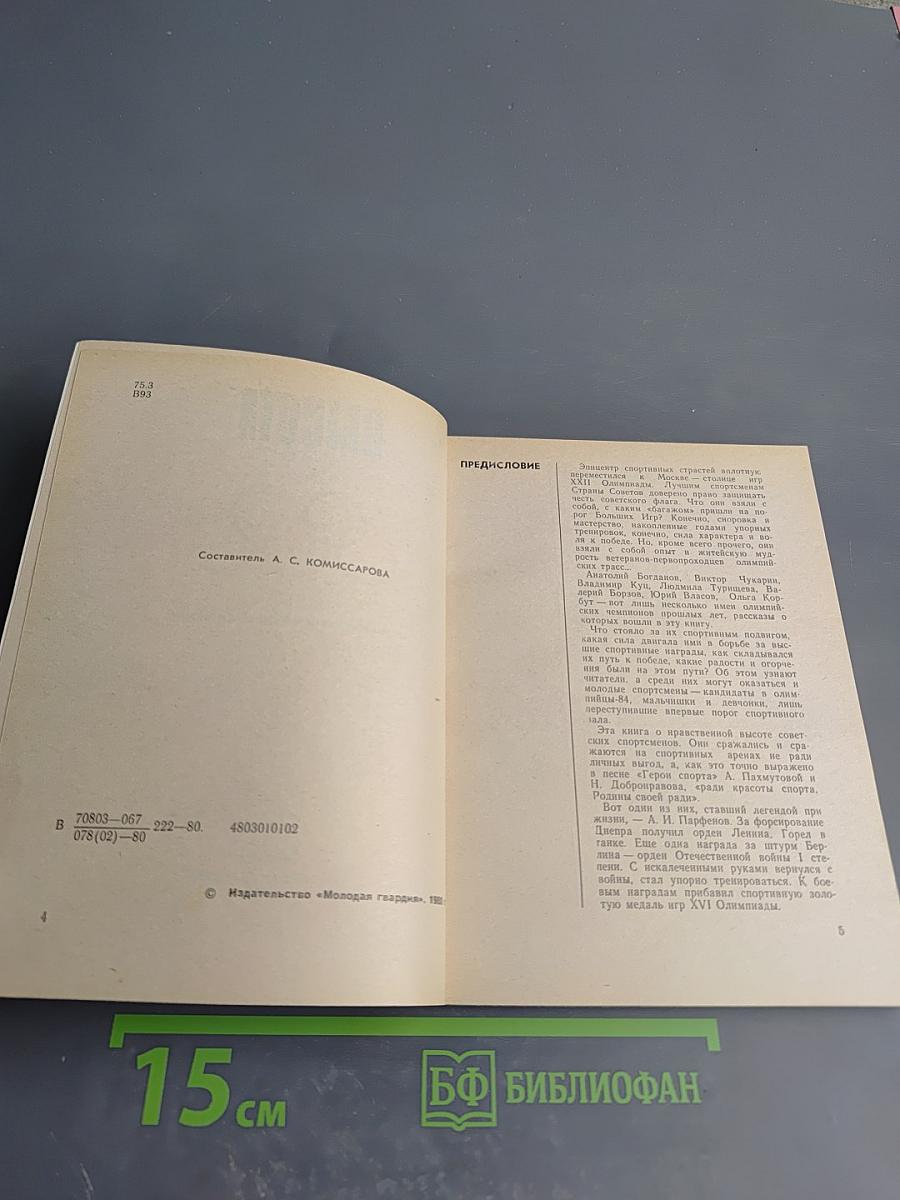 75.3
В93
Составитель А. С. КОМИССАРОВА
В 70803—067 222—80. 4803010102
078(02)—80
© Издательство «Молодая гвардия», 1980
4
ПРЕДИСЛОВИЕ
Эпицентр спортивных страстей вплотную
переместился к Москве — столице игр
XXII Олимпиады. Лучшим спортсменам
Страны Советов доверено право защищать
честь советского флага. Что они взяли с
собой, с каким «багажом» пришли на по-
рог Больших Игр? Конечно, сноровка и
мастерство, накопленные годами упорных
тренировок, конечно, сила характера и во-
ля к победе. Но, кроме всего прочего, они
взяли с собой опыт и житейскую муд-
рость ветеранов-первопроходцев олимпий-
ских трасс...
Анатолий Богданов, Виктор Чукарин,
Владимир Куц, Людмила Турищева, Ва-
лерий Борзов, Юрий Власов, Ольга Кор-
бут — вот лишь несколько имен олимпий-
ских чемпионов прошлых лет, рассказы о
которых вошли в эту книгу.
Что стояло за их спортивным подвигом,
какая сила двигала ими в борьбе за выс-
шие спортивные награды, как складывался
их путь к победе, какие радости и огорче-
ния были на этом пути? Об этом узнают
читатели, а среди них могут оказаться и
молодые спортсмены — кандидаты в олим-
пийцы-84, мальчишки и девчонки, лишь
переступившие впервые порог спортивного
зала.
Эта книга о нравственной высоте совет-
ских спортсменов. Они сражались и сра-
жаются на спортивных аренах не ради
личных выгод, а, как это точно выражено
в песне «Герои спорта» А. Пахмутовой и
Н. Добронравова, «ради красоты спорта,
Родины своей ради».
Вот один из них, ставший легендой при
жизни, — А. И. Парфенов. За форсирование
Днепра получил орден Ленина. Горел в
танке. Еще одна награда за штурм Бер-
лина — орден Отечественной войны I сте-
пени. С искалеченными руками вернулся с
войны, стал упорно тренироваться. К бое-
вым наградам прибавил спортивную золо-
тую медаль игр XVI Олимпиады.
5
15 см
БФ БИБЛИОФАН